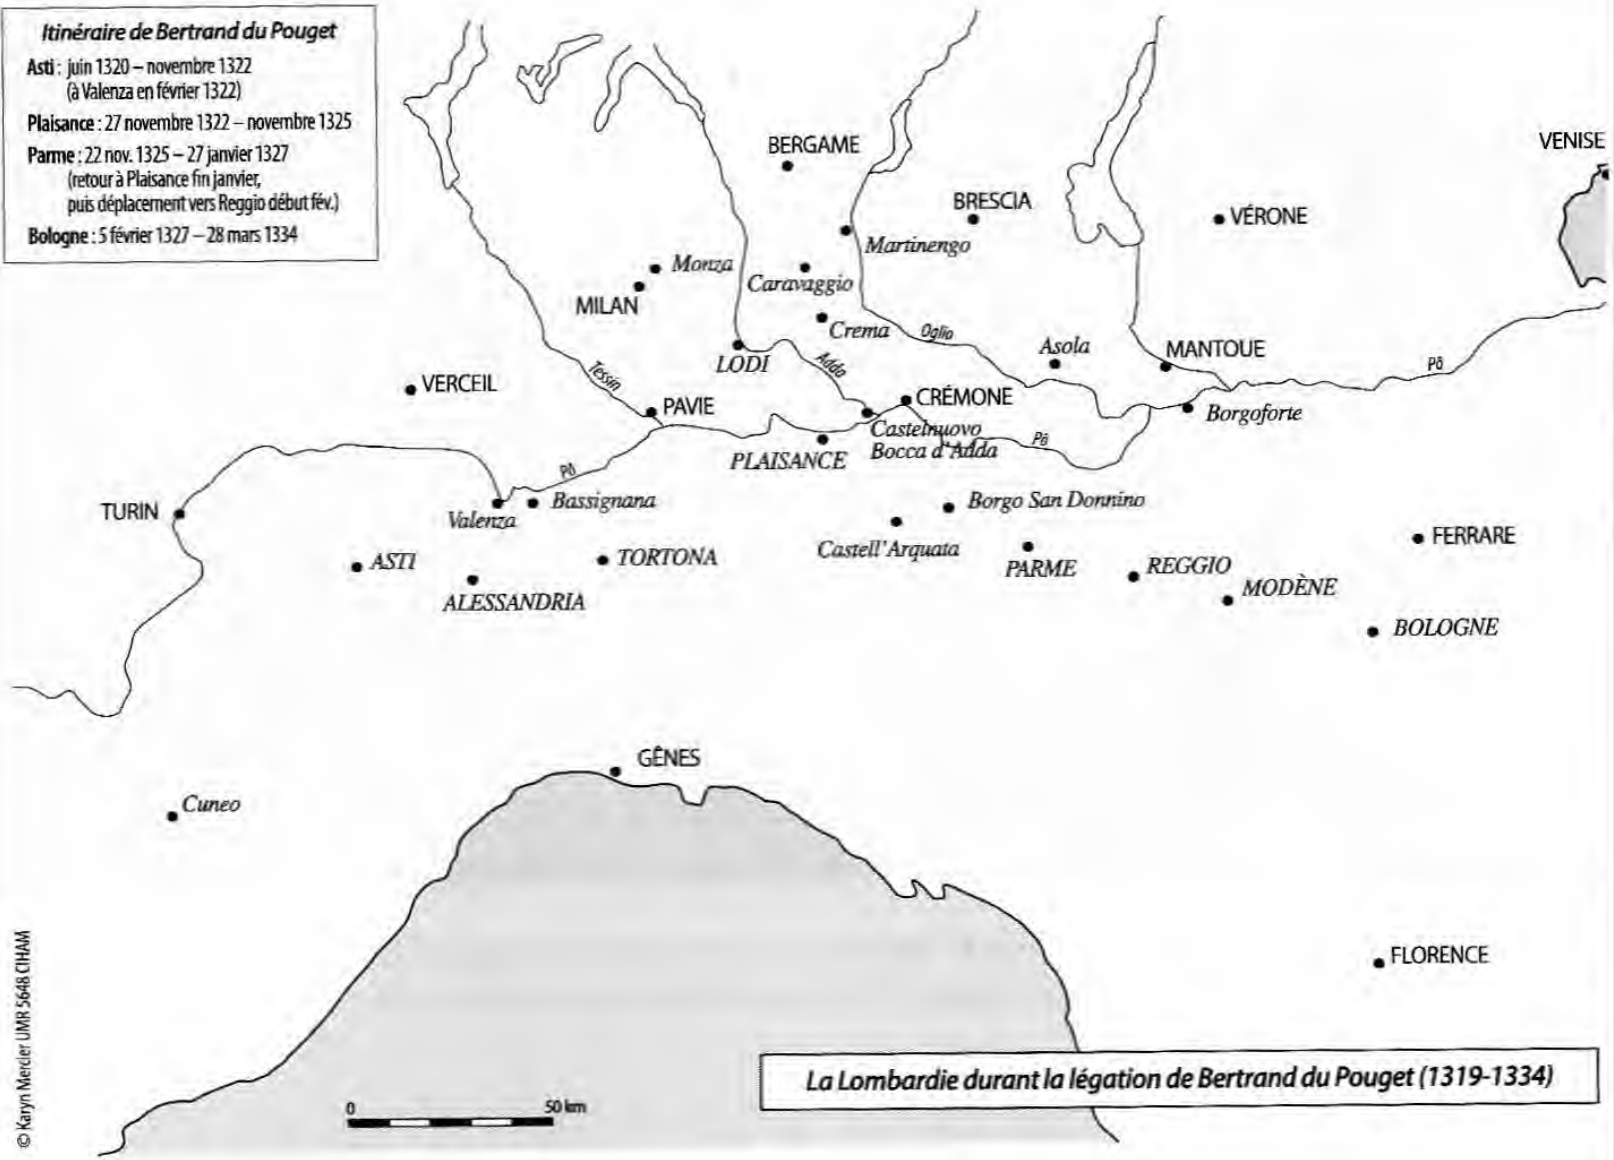 Itinéraire de Bertrand du Pouget
Asti : juin 1320 – novembre 1322
(à Valenza en février 1322)
Plaisance : 27 novembre 1322 – novembre 1325
Parme : 22 nov. 1325 – 27 janvier 1327
(retour à Plaisance fin janvier,
puis déplacement vers Reggio début fév.)
Bologne : 5 février 1327 – 28 mars 1334
VENISE
BERGAME
BRESCIA
VÉRONE
Martinengo
Monza
Caravaggio
MILAN
Crema
Oglio
Asola
MANTOUE
LODI
Adda
Pô
Tessin
VERCEIL
CRÉMONE
PAVIE
Borgoforte
Castelnuovo
Bocca d'Adda
Pô
PLAISANCE
Pô
Bassignana
Borgo San Donnino
TURIN
Valenza
FERRARE
Castell'Arquata
ASTI
TORTONA
PARME
REGGIO
MODÈNE
ALESSANDRIA
BOLOGNE
GÊNES
Cuneo
FLORENCE
La Lombardie durant la légation de Bertrand du Pouget (1319-1334)
0 50 km
© Karyn Mercier UMR 5648 CIHAM